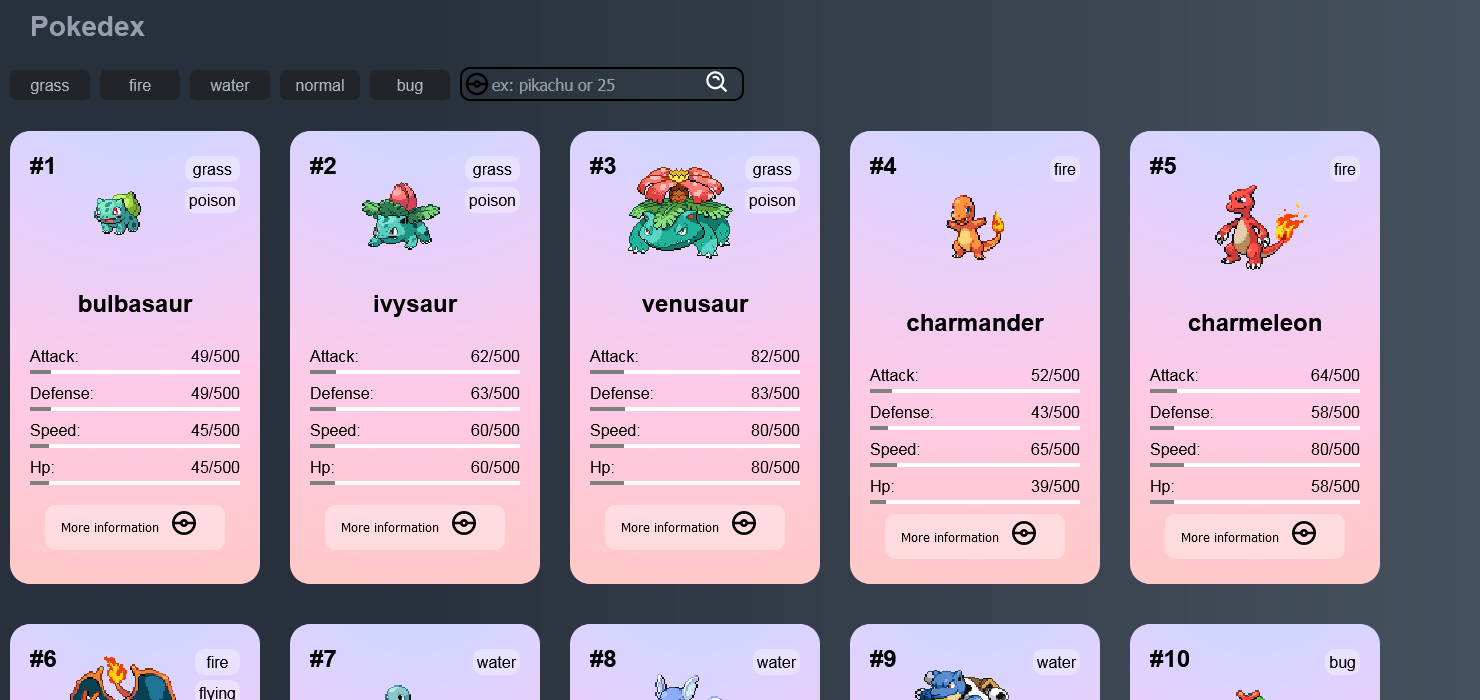 Pokedex
grass fire water normal bug ex: pikachu or 25
#1 grass
poison
bulbasaur
Attack: 49/500
Defense: 49/500
Speed: 45/500
Hp: 45/500
More information
#2 grass
poison
ivysaur
Attack: 62/500
Defense: 63/500
Speed: 60/500
Hp: 60/500
More information
#3 grass
poison
venusaur
Attack: 82/500
Defense: 83/500
Speed: 80/500
Hp: 80/500
More information
#4 fire
charmander
Attack: 52/500
Defense: 43/500
Speed: 65/500
Hp: 39/500
More information
#5 fire
charmeleon
Attack: 64/500
Defense: 58/500
Speed: 80/500
Hp: 58/500
More information
#6 fire
flying
#7 water
#8 water
#9 water
#10 bug